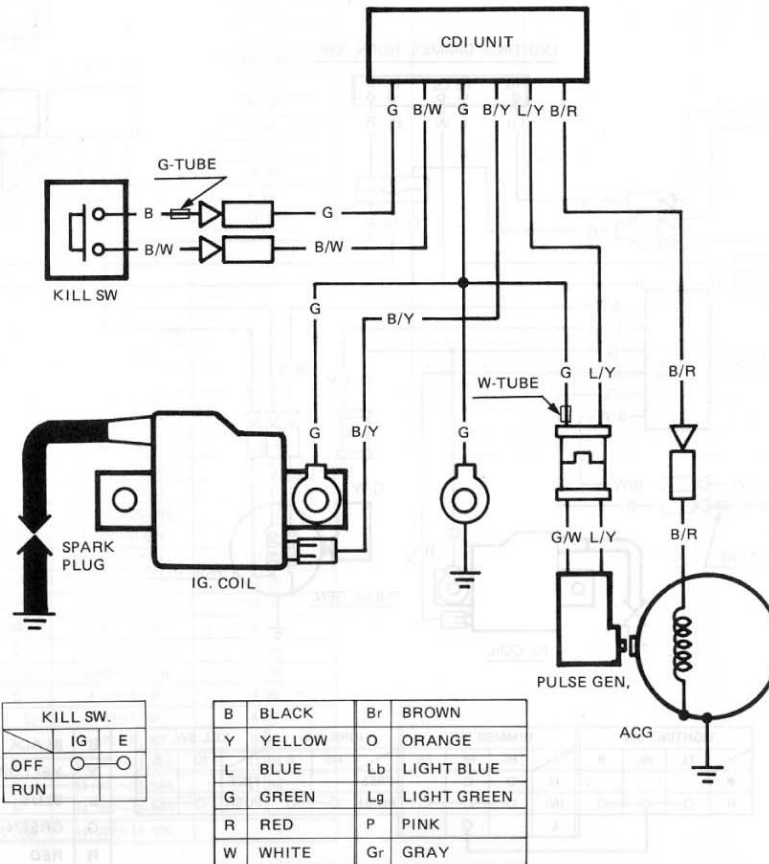 CDI UNIT
G B/W G B/Y L/Y B/R
G-TUBE
B G
B/W B/W
KILL SW
G
B/Y
W-TUBE
G L/Y B/R
G B/Y G
G/W L/Y B/R
SPARK
PLUG
IG. COIL
PULSE GEN,
ACG
KILL SW.
IG E
OFF
RUN
B BLACK Br BROWN
Y YELLOW O ORANGE
L BLUE Lb LIGHT BLUE
G GREEN Lg LIGHT GREEN
R RED P PINK
W WHITE Gr GRAY